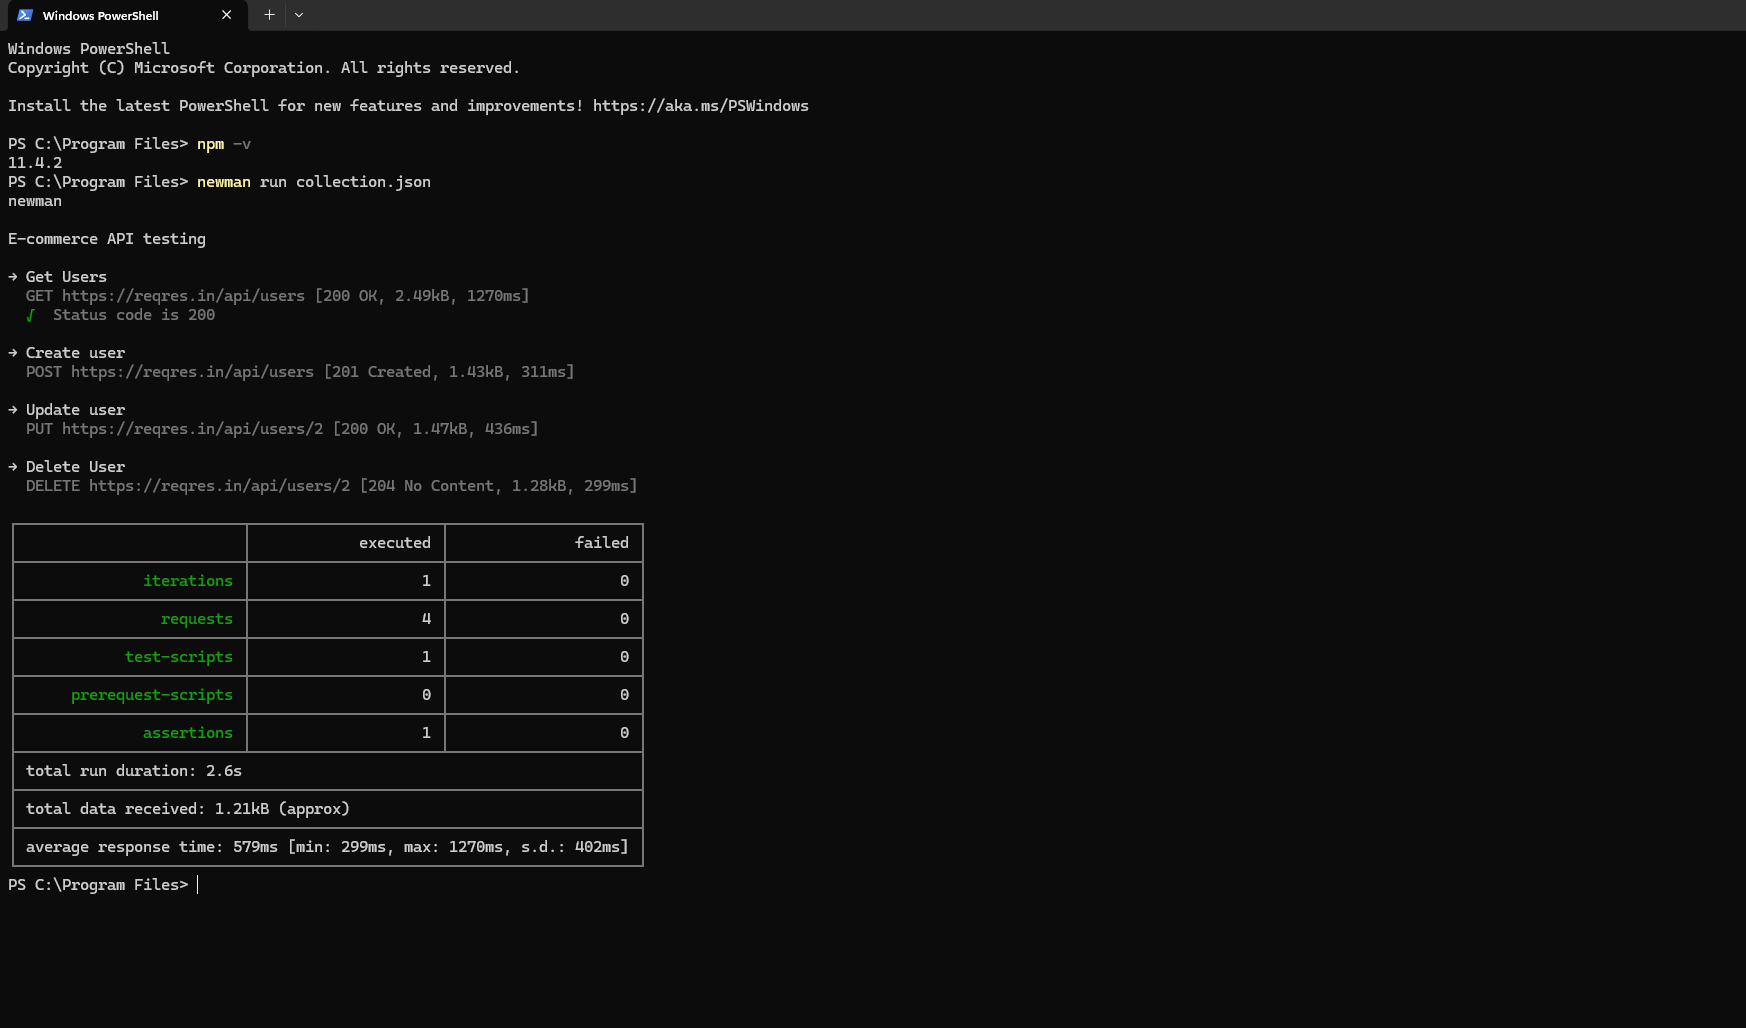 Windows PowerShell
Windows PowerShell
Copyright (C) Microsoft Corporation. All rights reserved.
Install the latest PowerShell for new features and improvements! https://aka.ms/PSWindows
PS C:\Program Files> npm -v
11.4.2
PS C:\Program Files> newman run collection.json
newman
E-commerce API testing
→ Get Users
GET https://reqres.in/api/users [200 OK, 2.49kB, 1270ms]
√ Status code is 200
→ Create user
POST https://reqres.in/api/users [201 Created, 1.43kB, 311ms]
→ Update user
PUT https://reqres.in/api/users/2 [200 OK, 1.47kB, 436ms]
→ Delete User
DELETE https://reqres.in/api/users/2 [204 No Content, 1.28kB, 299ms]
executed failed
iterations 1 0
requests 4 0
test-scripts 1 0
prerequest-scripts 0 0
assertions 1 0
total run duration: 2.6s
total data received: 1.21kB (approx)
average response time: 579ms [min: 299ms, max: 1270ms, s.d.: 402ms]
PS C:\Program Files>